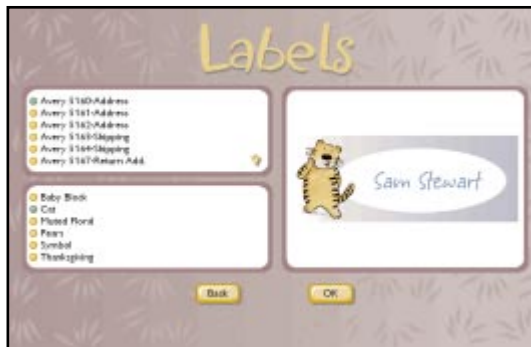 Labels
Avery 5160-Address
Avery 5161-Address
Avery 5162-Address
Avery 5163-Shipping
Avery 5164-Shipping
Avery 5167-Return Add.
Baby Block
Cat
Muted Floral
Pears
Symbol
Thanksgiving
Sam Stewart
Back
OK